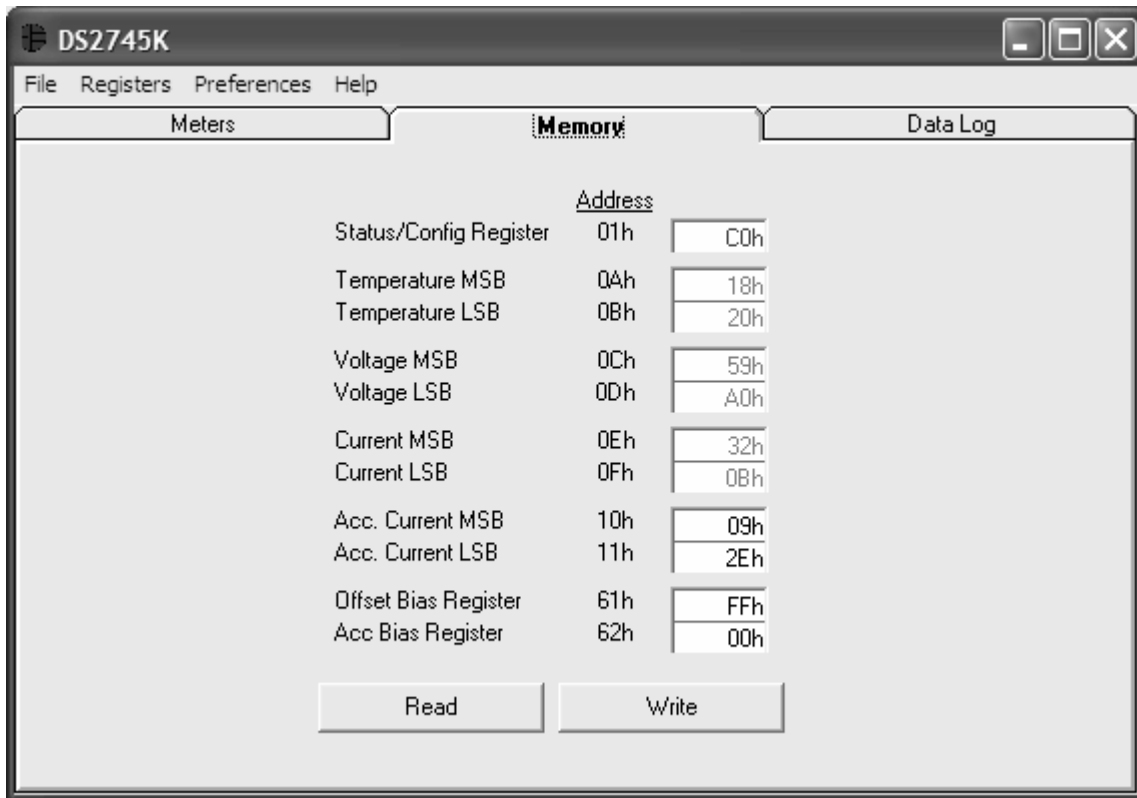 DS2745K
File Registers Preferences Help
Meters Memory Data Log
Address
Status/Config Register 01h C0h
Temperature MSB 0Ah 18h
Temperature LSB 0Bh 20h
Voltage MSB 0Ch 59h
Voltage LSB 0Dh A0h
Current MSB 0Eh 32h
Current LSB 0Fh 0Bh
Acc. Current MSB 10h 09h
Acc. Current LSB 11h 2Eh
Offset Bias Register 61h FFh
Acc Bias Register 62h 00h
Read Write